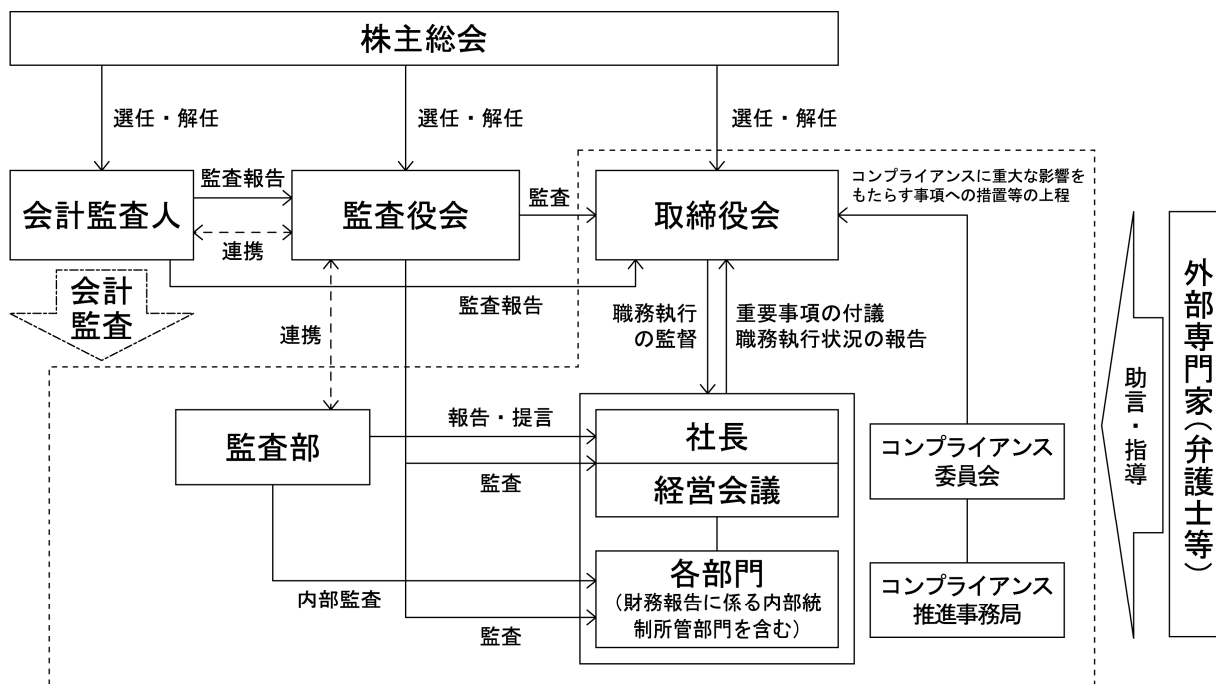 株主総会
選任・解任
選任・解任
選任・解任
会計監査人
監査報告
連携
監査役会
監査
取締役会
コンプライアンスに重大な影響を
もたらす事項への措置等の上程
会計
監査
監査報告
連携
職務執行
の監督
重要事項の付議
職務執行状況の報告
監査部
報告・提言
監査
内部監査
監査
社長
経営会議
各部門
(財務報告に係る内部統
制所管部門を含む)
コンプライアンス
委員会
コンプライアンス
推進事務局
助言・指導
外部専門家(弁護士等)